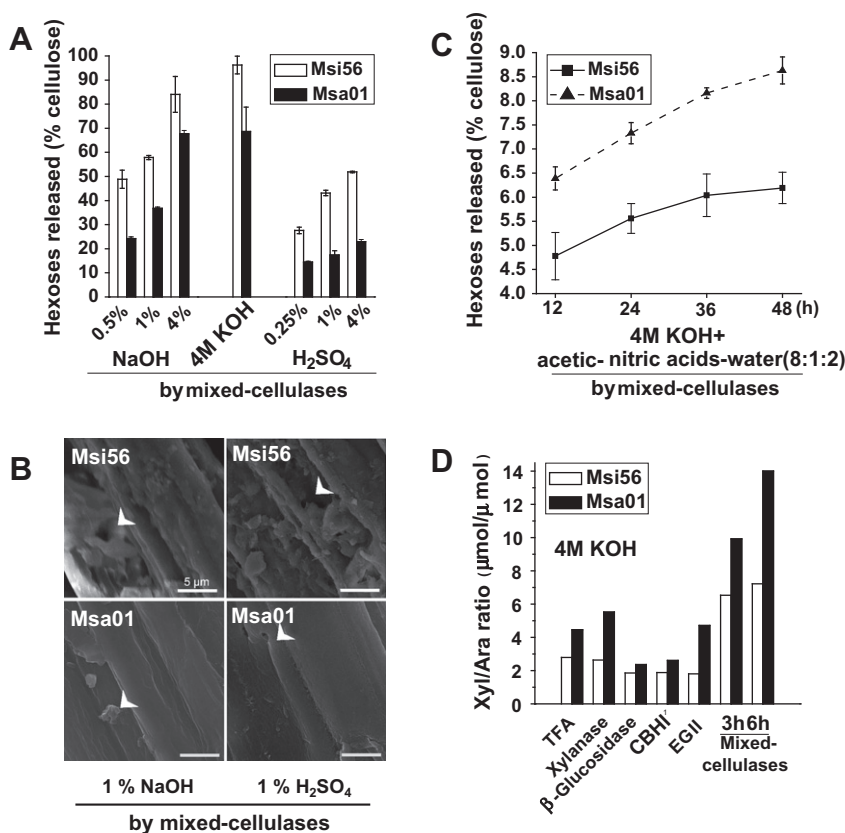 A
Hexoses released (% cellulose)
100
90
80
70
60
50
40
30
20
10
0
Msi56
Msa01
0.5%
1%
4%
4M KOH
0.25%
1%
4%
NaOH
H₂SO₄
by mixed-cellulases
C
Hexoses released (% cellulose)
9.0
8.5
8.0
7.5
7.0
6.5
6.0
5.5
5.0
4.5
4.0
Msi56
Msa01
12
24
36
48 (h)
4M KOH+
acetic- nitric acids-water(8:1:2)
by mixed-cellulases
B
Msi56
5 µm
Msi56
Msa01
Msa01
1 % NaOH
1 % H₂SO₄
by mixed-cellulases
D
Xyl/Ara ratio (µmol/µmol)
14
12
10
8
6
4
2
0
Msi56
Msa01
4M KOH
TFA
Xylanase
β-Glucosidase
CBHI
EGII
3h 6h
Mixed-
cellulases